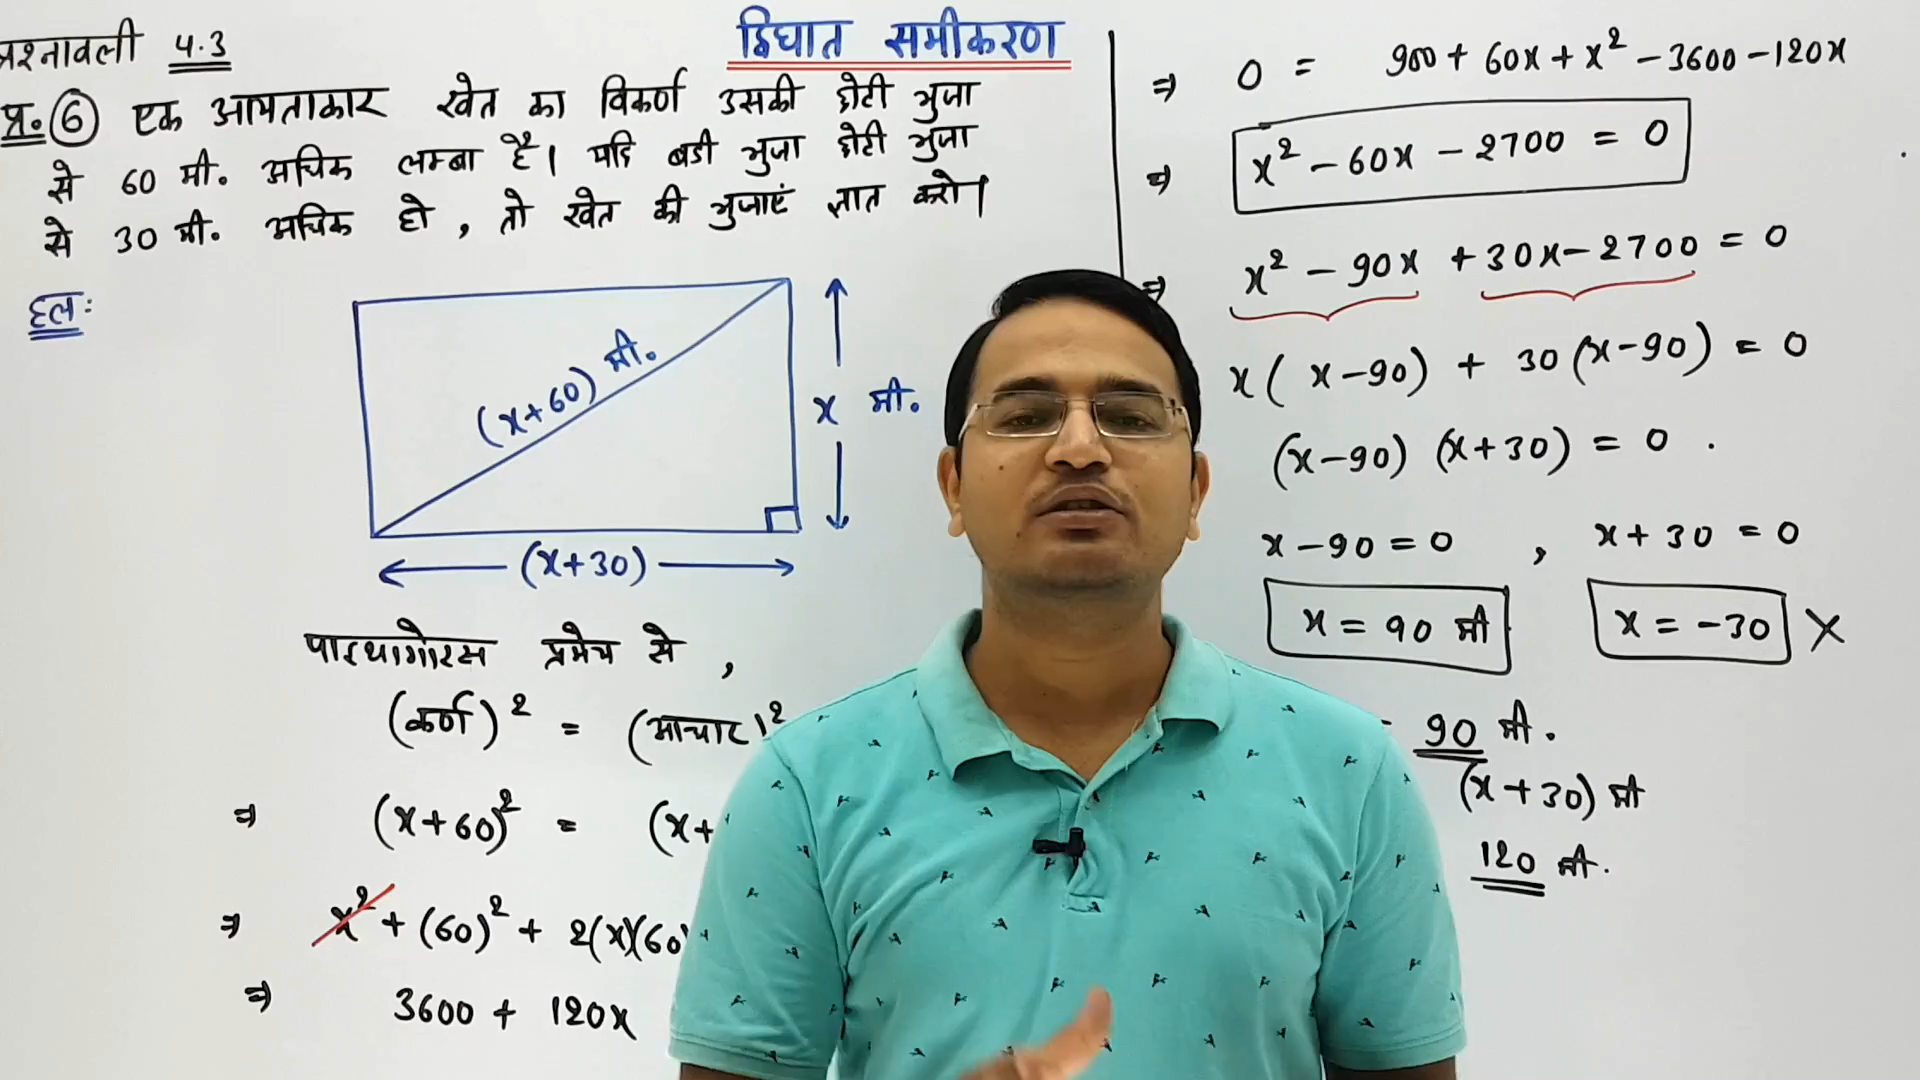 प्रश्नावली 4.3
द्विघात समीकरण
प्र. 6 एक आयताकार खेत का विकर्ण उसकी छोटी भुजा
से 60 मी. अधिक लम्बा है। यदि बडी भुजा छोटी भुजा
से 30 मी. अधिक हो, तो खेत की भुजाएं ज्ञात करो।
हल:
(x+60) मी.
x मी.
(x+30)
पाइथागोरस प्रमेय से,
(कर्ण)² = (आधार)²
⇒ (x+60)² = (x+
⇒ x² + (60)² + 2(x)(60)
⇒ 3600 + 120x
⇒ 0 = 900 + 60x + x² - 3600 - 120x
⇒ x² - 60x - 2700 = 0
⇒ x² - 90x + 30x - 2700 = 0
x( x-90) + 30(x-90) = 0
(x-90) (x+30) = 0 .
x - 90 = 0 , x + 30 = 0
x = 90 मी x = -30 ×
90 मी.
(x+30) मी
120 मी.